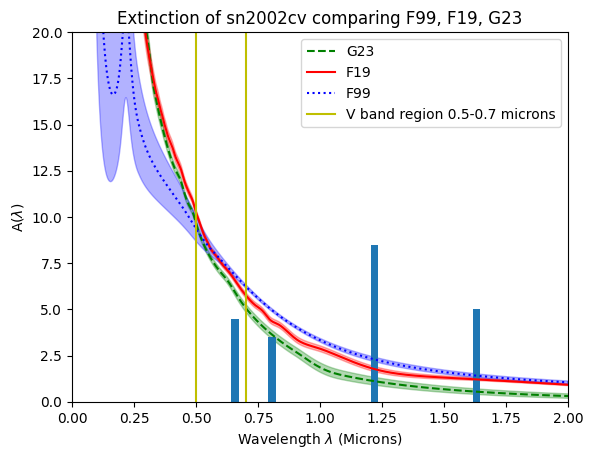 Extinction of sn2002cv comparing F99, F19, G23
20.0
17.5
15.0
12.5
10.0
7.5
5.0
2.5
0.0
A(λ)
G23
F19
F99
V band region 0.5-0.7 microns
0.00 0.25 0.50 0.75 1.00 1.25 1.50 1.75 2.00
Wavelength λ (Microns)